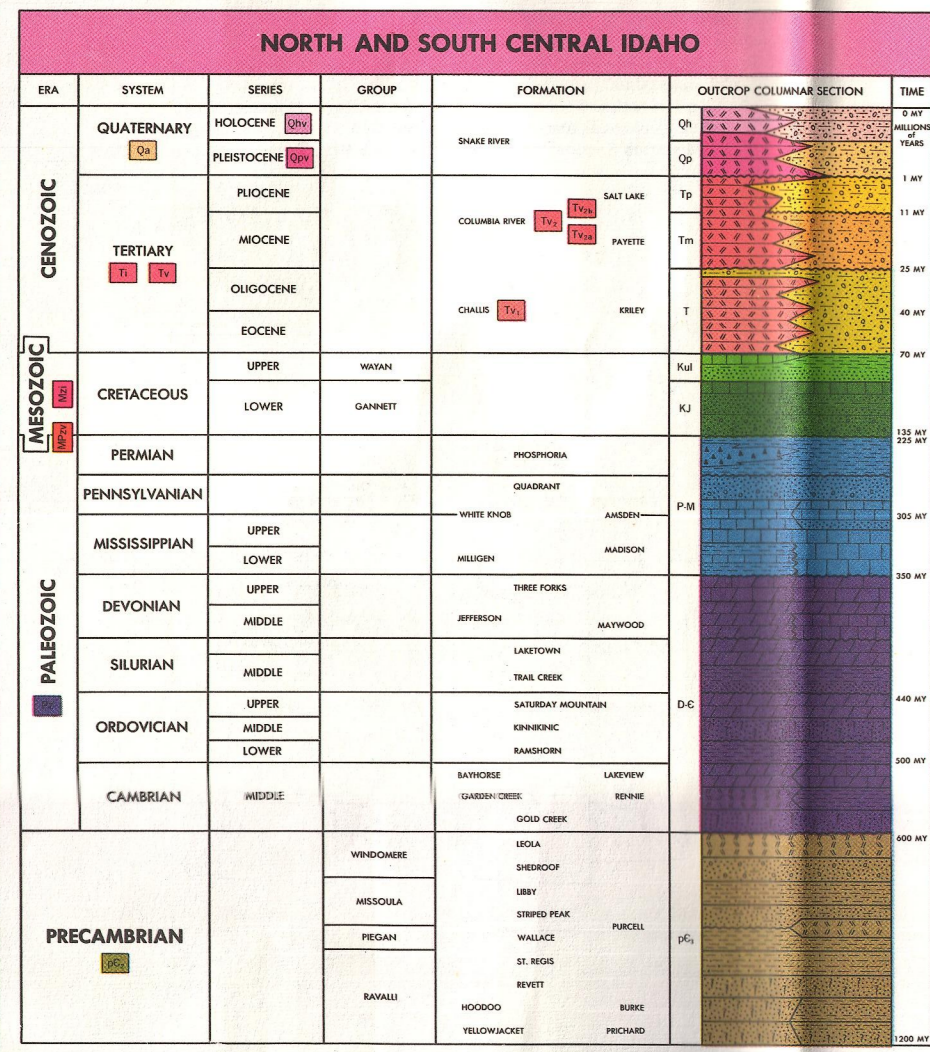 NORTH AND SOUTH CENTRAL IDAHO
ERA SYSTEM SERIES GROUP FORMATION OUTCROP COLUMNAR SECTION TIME
CENOZOIC
QUATERNARY
Qa
HOLOCENE Qhv
PLEISTOCENE Qpv
SNAKE RIVER
Qh
Qp
0 MY
MILLIONS
of
YEARS
1 MY
TERTIARY
Ti Tv
PLIOCENE
MIOCENE
OLIGOCENE
EOCENE
SALT LAKE
Tv2b
COLUMBIA RIVER Tv2
Tv2a
PAYETTE
CHALLIS Tv1 KRILEY
Tp
Tm
T
11 MY
25 MY
40 MY
70 MY
MESOZOIC
Mzi
MPzv
CRETACEOUS
UPPER WAYAN Kul
LOWER GANNETT KJ
135 MY
225 MY
PALEOZOIC
Pz
PERMIAN PHOSPHORIA
PENNSYLVANIAN QUADRANT
WHITE KNOB AMSDEN
P-M
305 MY
MISSISSIPPIAN
UPPER
LOWER
MADISON
MILLIGEN
350 MY
DEVONIAN
UPPER THREE FORKS
MIDDLE JEFFERSON MAYWOOD
SILURIAN
LAKETOWN
MIDDLE TRAIL CREEK
D-Є
ORDOVICIAN
UPPER SATURDAY MOUNTAIN
MIDDLE KINNIKINIC
LOWER RAMSHORN
440 MY
500 MY
CAMBRIAN MIDDLE
BAYHORSE LAKEVIEW
GARDEN CREEK RENNIE
GOLD CREEK
600 MY
PRECAMBRIAN
pЄ2
WINDOMERE
MISSOULA
PIEGAN
RAVALLI
LEOLA
SHEDROOF
LIBBY
STRIPED PEAK
PURCELL
WALLACE
ST. REGIS
REVETT
HOODOO BURKE
YELLOWJACKET PRICHARD
pЄ2
1200 MY